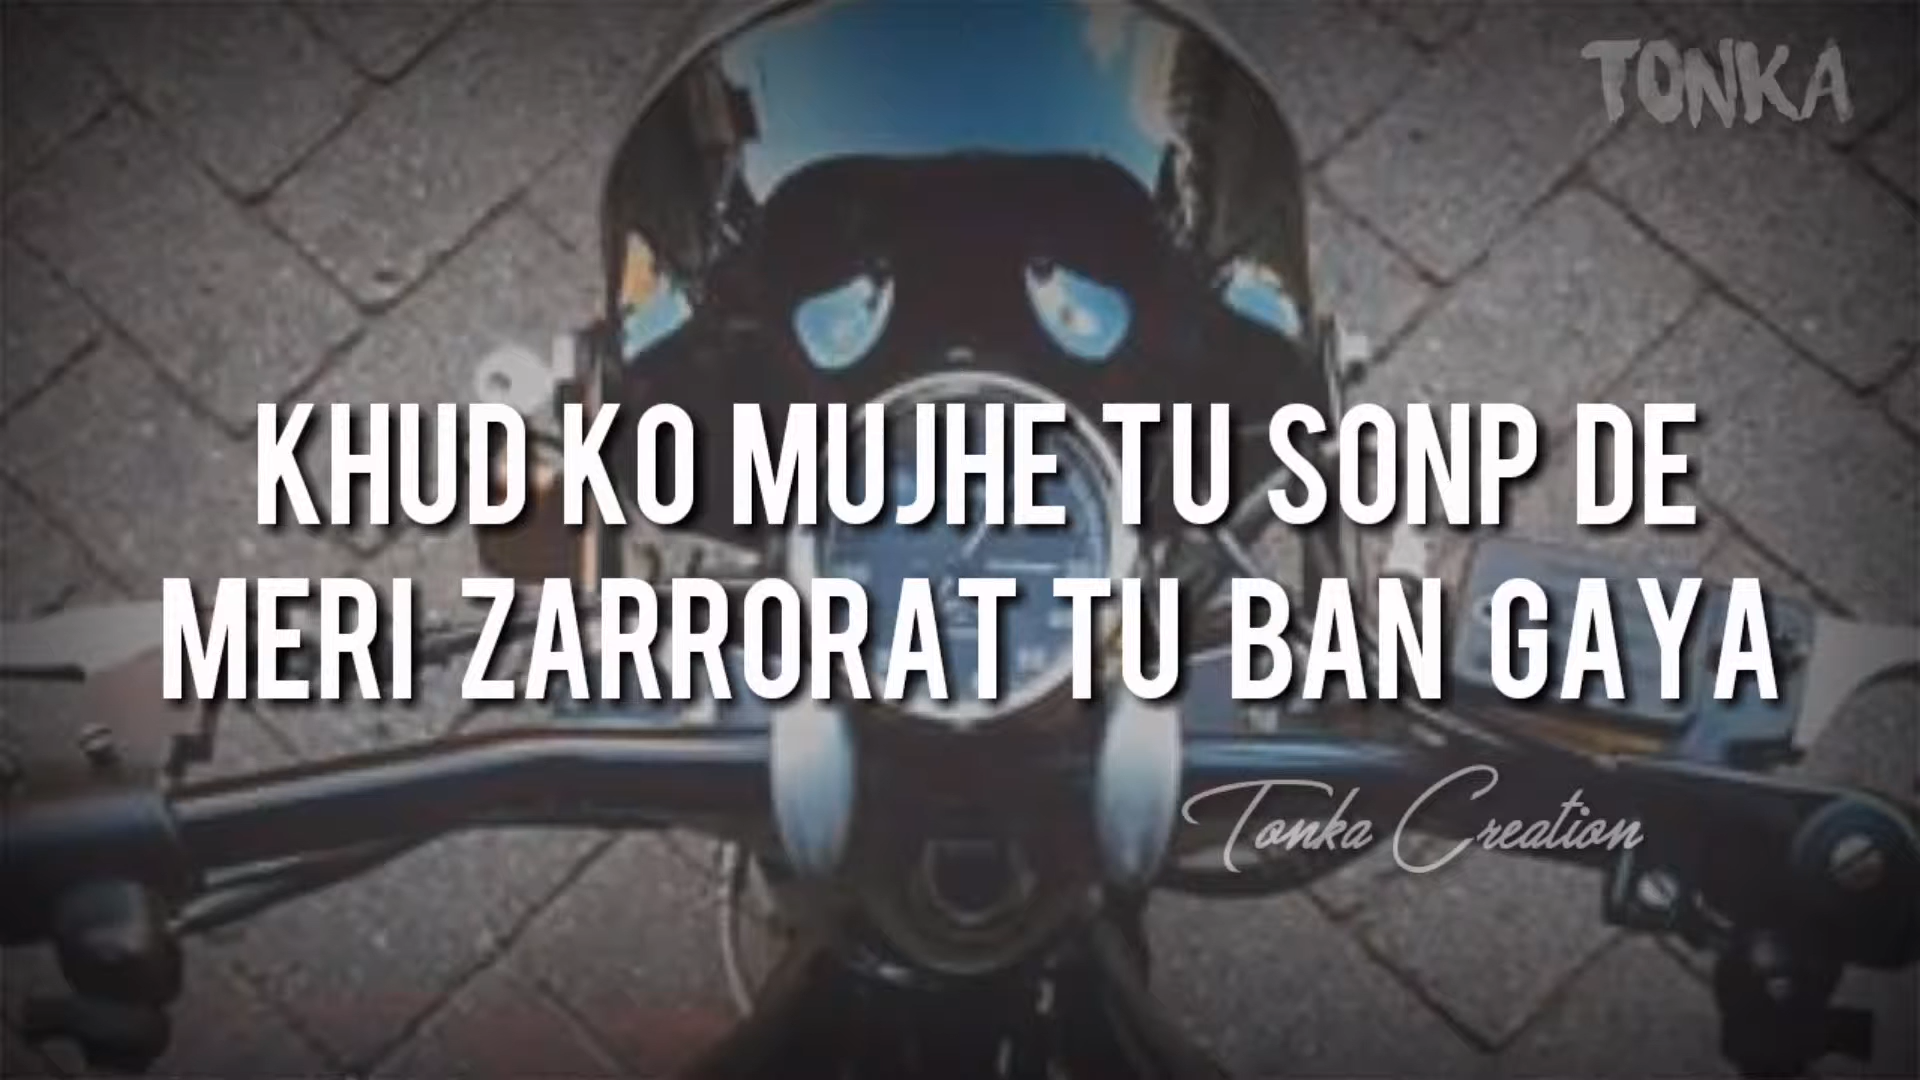 TONKA
KHUD KO MUJHE TU SONP DE
MERI ZARRORAT TU BAN GAYA
Tonka Creation